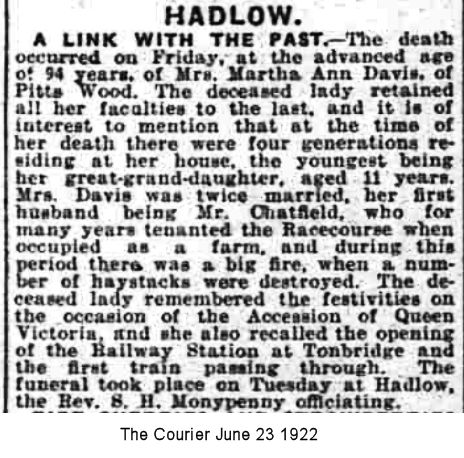 HADLOW.
A LINK WITH THE PAST.—The death
occurred on Friday, at the advanced age
of 94 years, of Mrs. Martha Ann Davis, of
Pitts Wood. The deceased lady retained
all her faculties to the last, and it is of
interest to mention that at the time of
her death there were four generations re-
siding at her house, the youngest being
her great-grand-daughter, aged 11 years.
Mrs. Davis was twice married, her first
husband being Mr. Chatfield, who for
many years tenanted the Racecourse when
occupied as a farm, and during this
period there was a big fire, when a num-
ber of haystacks were destroyed. The de-
ceased lady remembered the festivities on
the occasion of the Accession of Queen
Victoria, and she also recalled the opening
of the Railway Station at Tonbridge and
the first train passing through. The
funeral took place on Tuesday at Hadlow,
the Rev. S. H. Monypenny officiating.
The Courier June 23 1922